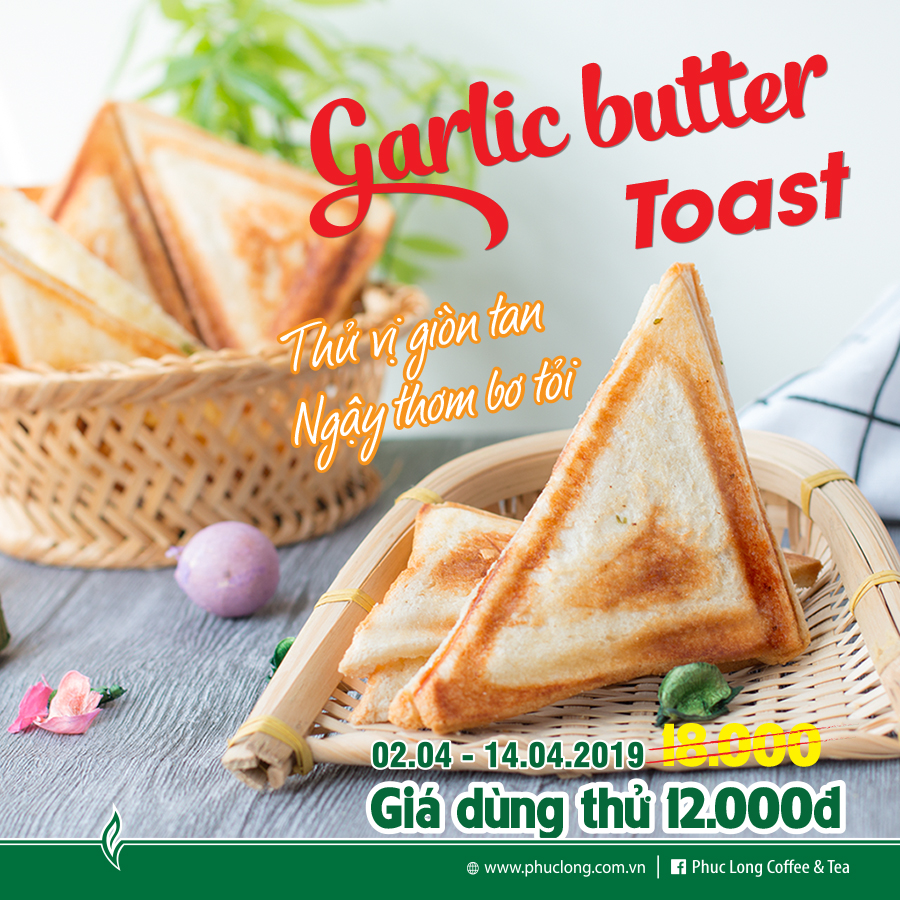 Garlic butter
Toast
Thử vị giòn tan
Ngậy thơm bơ tỏi
02.04 - 14.04.2019 18.000
Giá dùng thử 12.000đ
www.phuclong.com.vn | Phuc Long Coffee & Tea